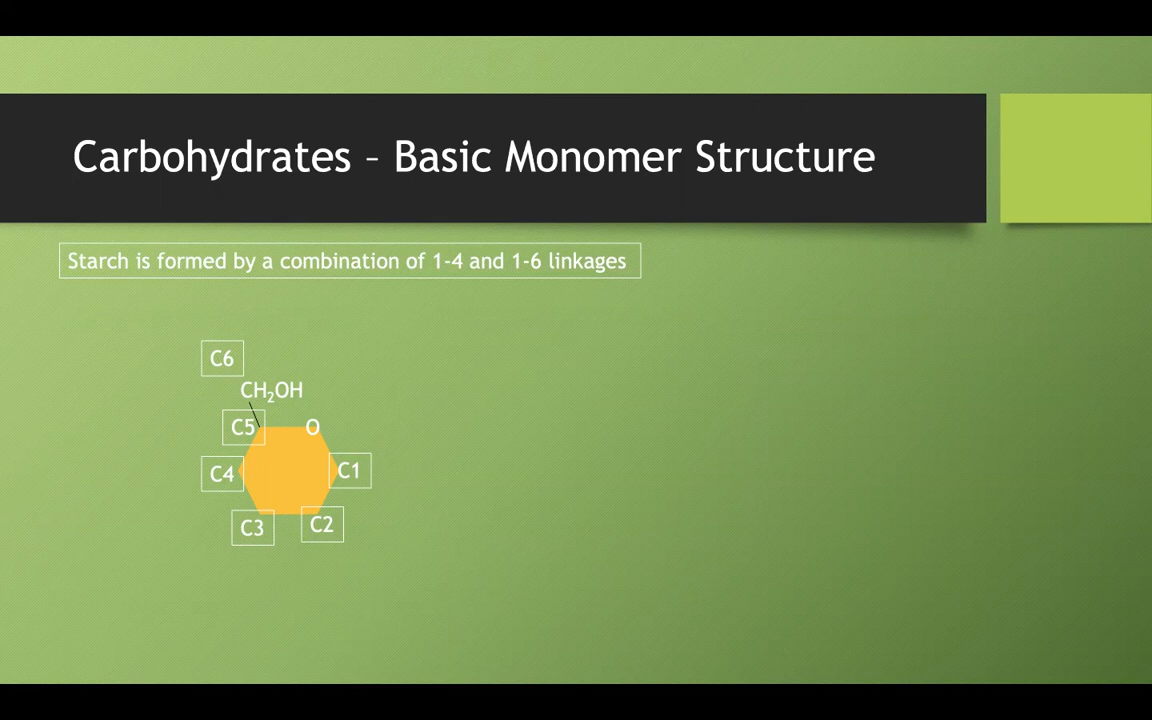 Carbohydrates – Basic Monomer Structure
Starch is formed by a combination of 1-4 and 1-6 linkages
C6
CH₂OH
C5 O
C4 C1
C3 C2